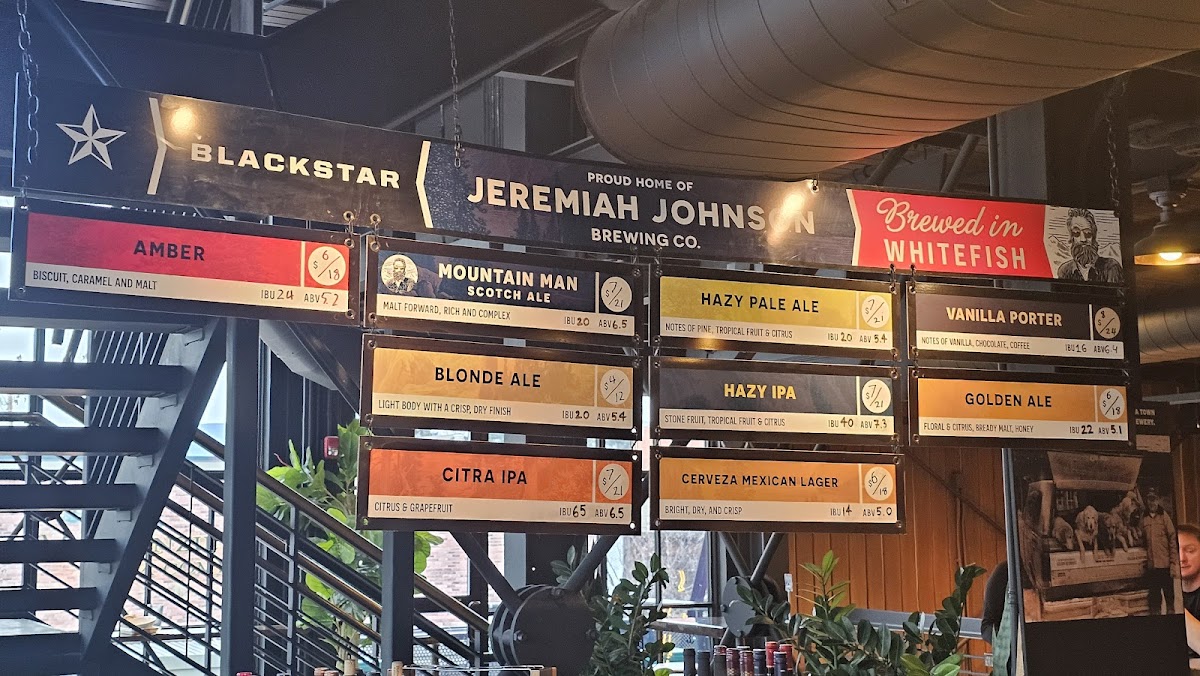 BLACKSTAR
PROUD HOME OF
JEREMIAH JOHNSON
BREWING CO.
Brewed in
WHITEFISH
AMBER
$6/18
BISCUIT, CARAMEL AND MALT
IBU 24 ABV 5.2
MOUNTAIN MAN
SCOTCH ALE
$7/21
MALT FORWARD, RICH AND COMPLEX
IBU 20 ABV 6.5
BLONDE ALE
$4/12
LIGHT BODY WITH A CRISP, DRY FINISH
IBU 20 ABV 5.4
CITRA IPA
$7/21
CITRUS & GRAPEFRUIT
IBU 65 ABV 6.5
HAZY PALE ALE
$7/21
NOTES OF PINE, TROPICAL FRUIT & CITRUS
IBU 20 ABV 5.4
HAZY IPA
$7/21
STONE FRUIT, TROPICAL FRUIT & CITRUS
IBU 40 ABV 7.3
CERVEZA MEXICAN LAGER
$6/18
BRIGHT, DRY, AND CRISP
IBU 14 ABV 5.0
VANILLA PORTER
$8/24
NOTES OF VANILLA, CHOCOLATE, COFFEE
IBU 16 ABV 6.4
GOLDEN ALE
$6/18
FLORAL & CITRUS, BREADY MALT, HONEY
IBU 22 ABV 5.1
A TOWN